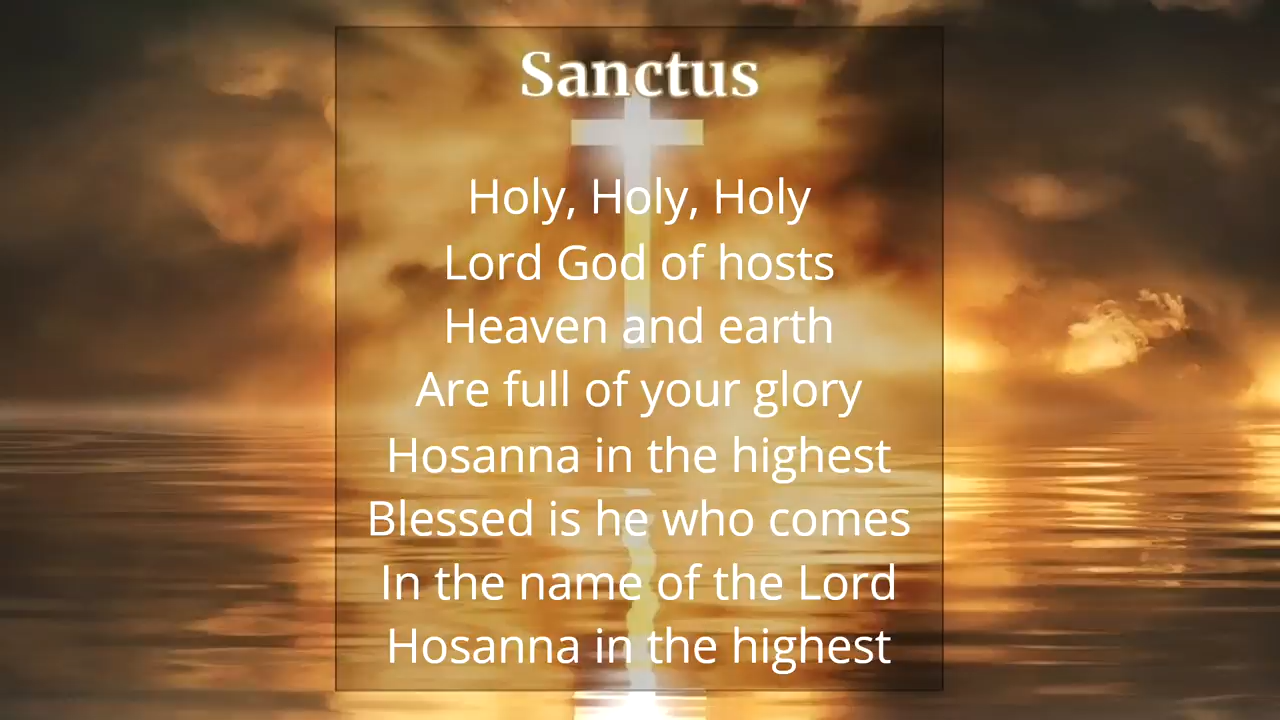 Sanctus
Holy, Holy, Holy
Lord God of hosts
Heaven and earth
Are full of your glory
Hosanna in the highest
Blessed is he who comes
In the name of the Lord
Hosanna in the highest